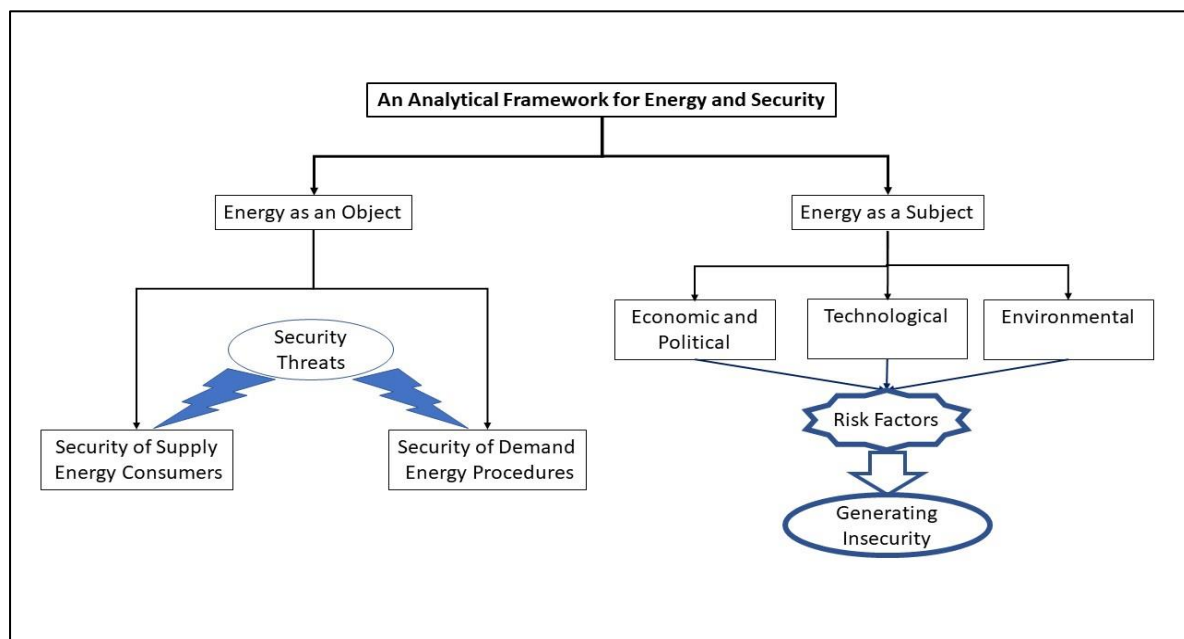 An Analytical Framework for Energy and Security
Energy as an Object
Energy as a Subject
Security
Threats
Security of Supply
Energy Consumers
Security of Demand
Energy Procedures
Economic and
Political
Technological
Environmental
Risk Factors
Generating
Insecurity